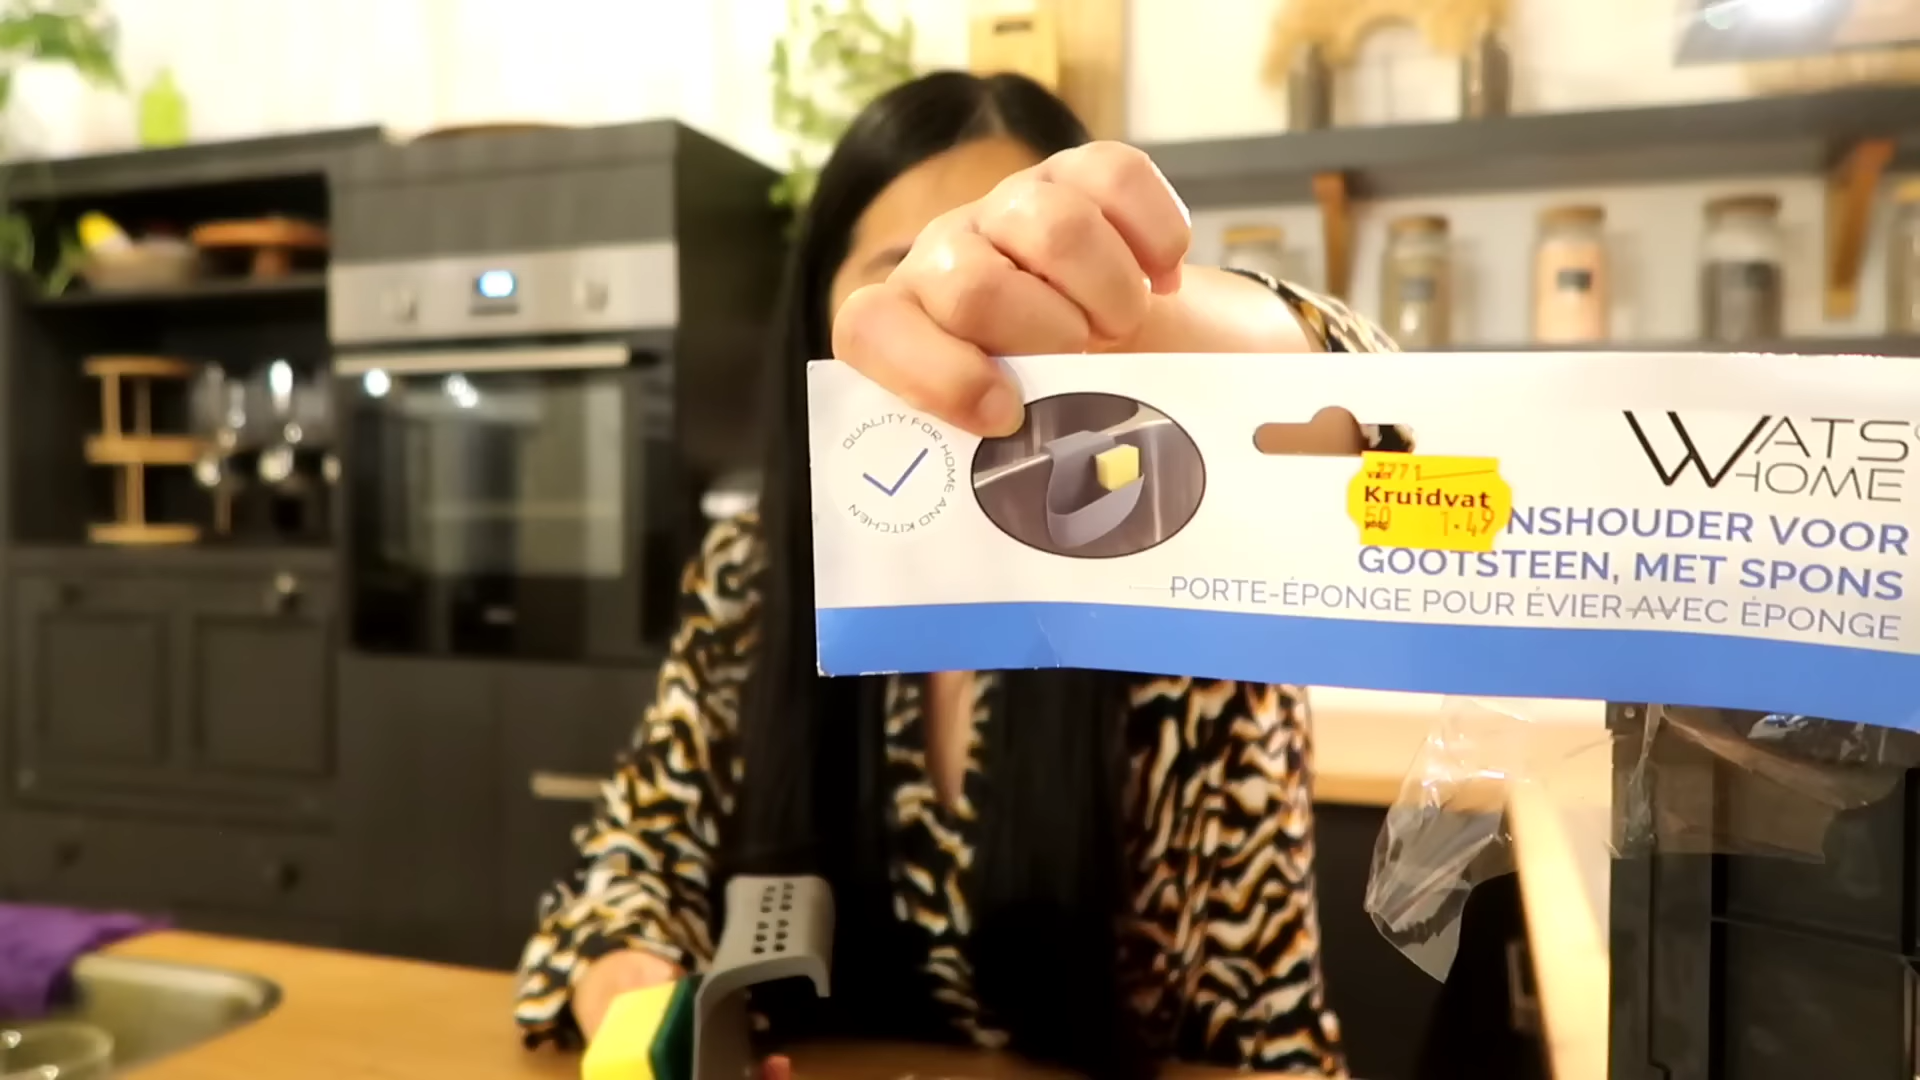 QUALITY FOR HOME AND KITCHEN
WATS
HOME
Kruidvat
1.49
NSHOUDER VOOR
GOOTSTEEN, MET SPONS
PORTE-ÉPONGE POUR ÉVIER AVEC ÉPONGE